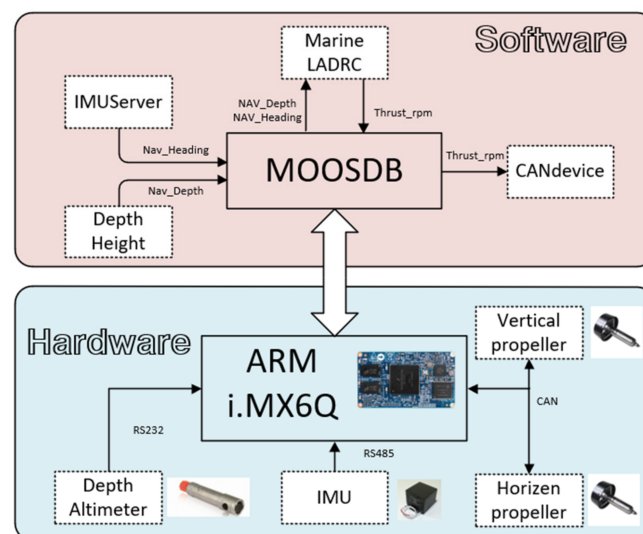 Software
Marine
LADRC
IMUServer
NAV_Depth
NAV_Heading
Thrust_rpm
Nav_Heading
MOOSDB
Thrust_rpm
CANdevice
Nav_Depth
Depth
Height
Hardware
ARM
i.MX6Q
Vertical
propeller
CAN
RS232
RS485
Depth
Altimeter
IMU
Horizen
propeller